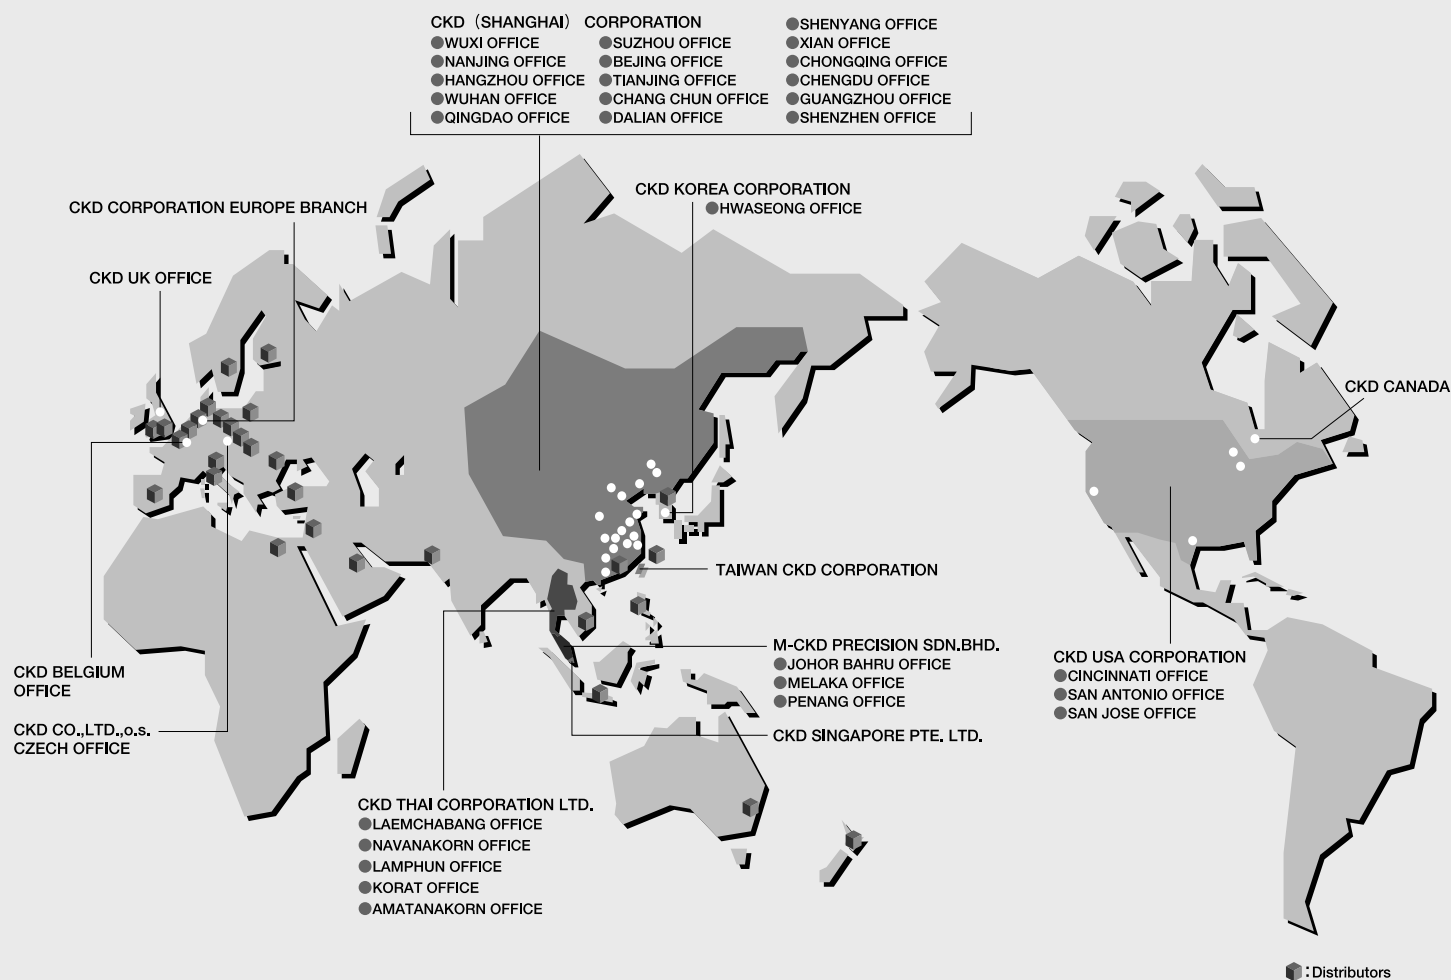 CKD（SHANGHAI） CORPORATION
●WUXI OFFICE
●NANJING OFFICE
●HANGZHOU OFFICE
●WUHAN OFFICE
●QINGDAO OFFICE
●SUZHOU OFFICE
●BEJING OFFICE
●TIANJING OFFICE
●CHANG CHUN OFFICE
●DALIAN OFFICE
●SHENYANG OFFICE
●XIAN OFFICE
●CHONGQING OFFICE
●CHENGDU OFFICE
●GUANGZHOU OFFICE
●SHENZHEN OFFICE
CKD KOREA CORPORATION
●HWASEONG OFFICE
CKD CORPORATION EUROPE BRANCH
CKD UK OFFICE
CKD CANADA
TAIWAN CKD CORPORATION
M-CKD PRECISION SDN.BHD.
●JOHOR BAHRU OFFICE
●MELAKA OFFICE
●PENANG OFFICE
CKD SINGAPORE PTE. LTD.
CKD USA CORPORATION
●CINCINNATI OFFICE
●SAN ANTONIO OFFICE
●SAN JOSE OFFICE
CKD BELGIUM
OFFICE
CKD CO.,LTD.,o.s.
CZECH OFFICE
CKD THAI CORPORATION LTD.
●LAEMCHABANG OFFICE
●NAVANAKORN OFFICE
●LAMPHUN OFFICE
●KORAT OFFICE
●AMATANAKORN OFFICE
: Distributors